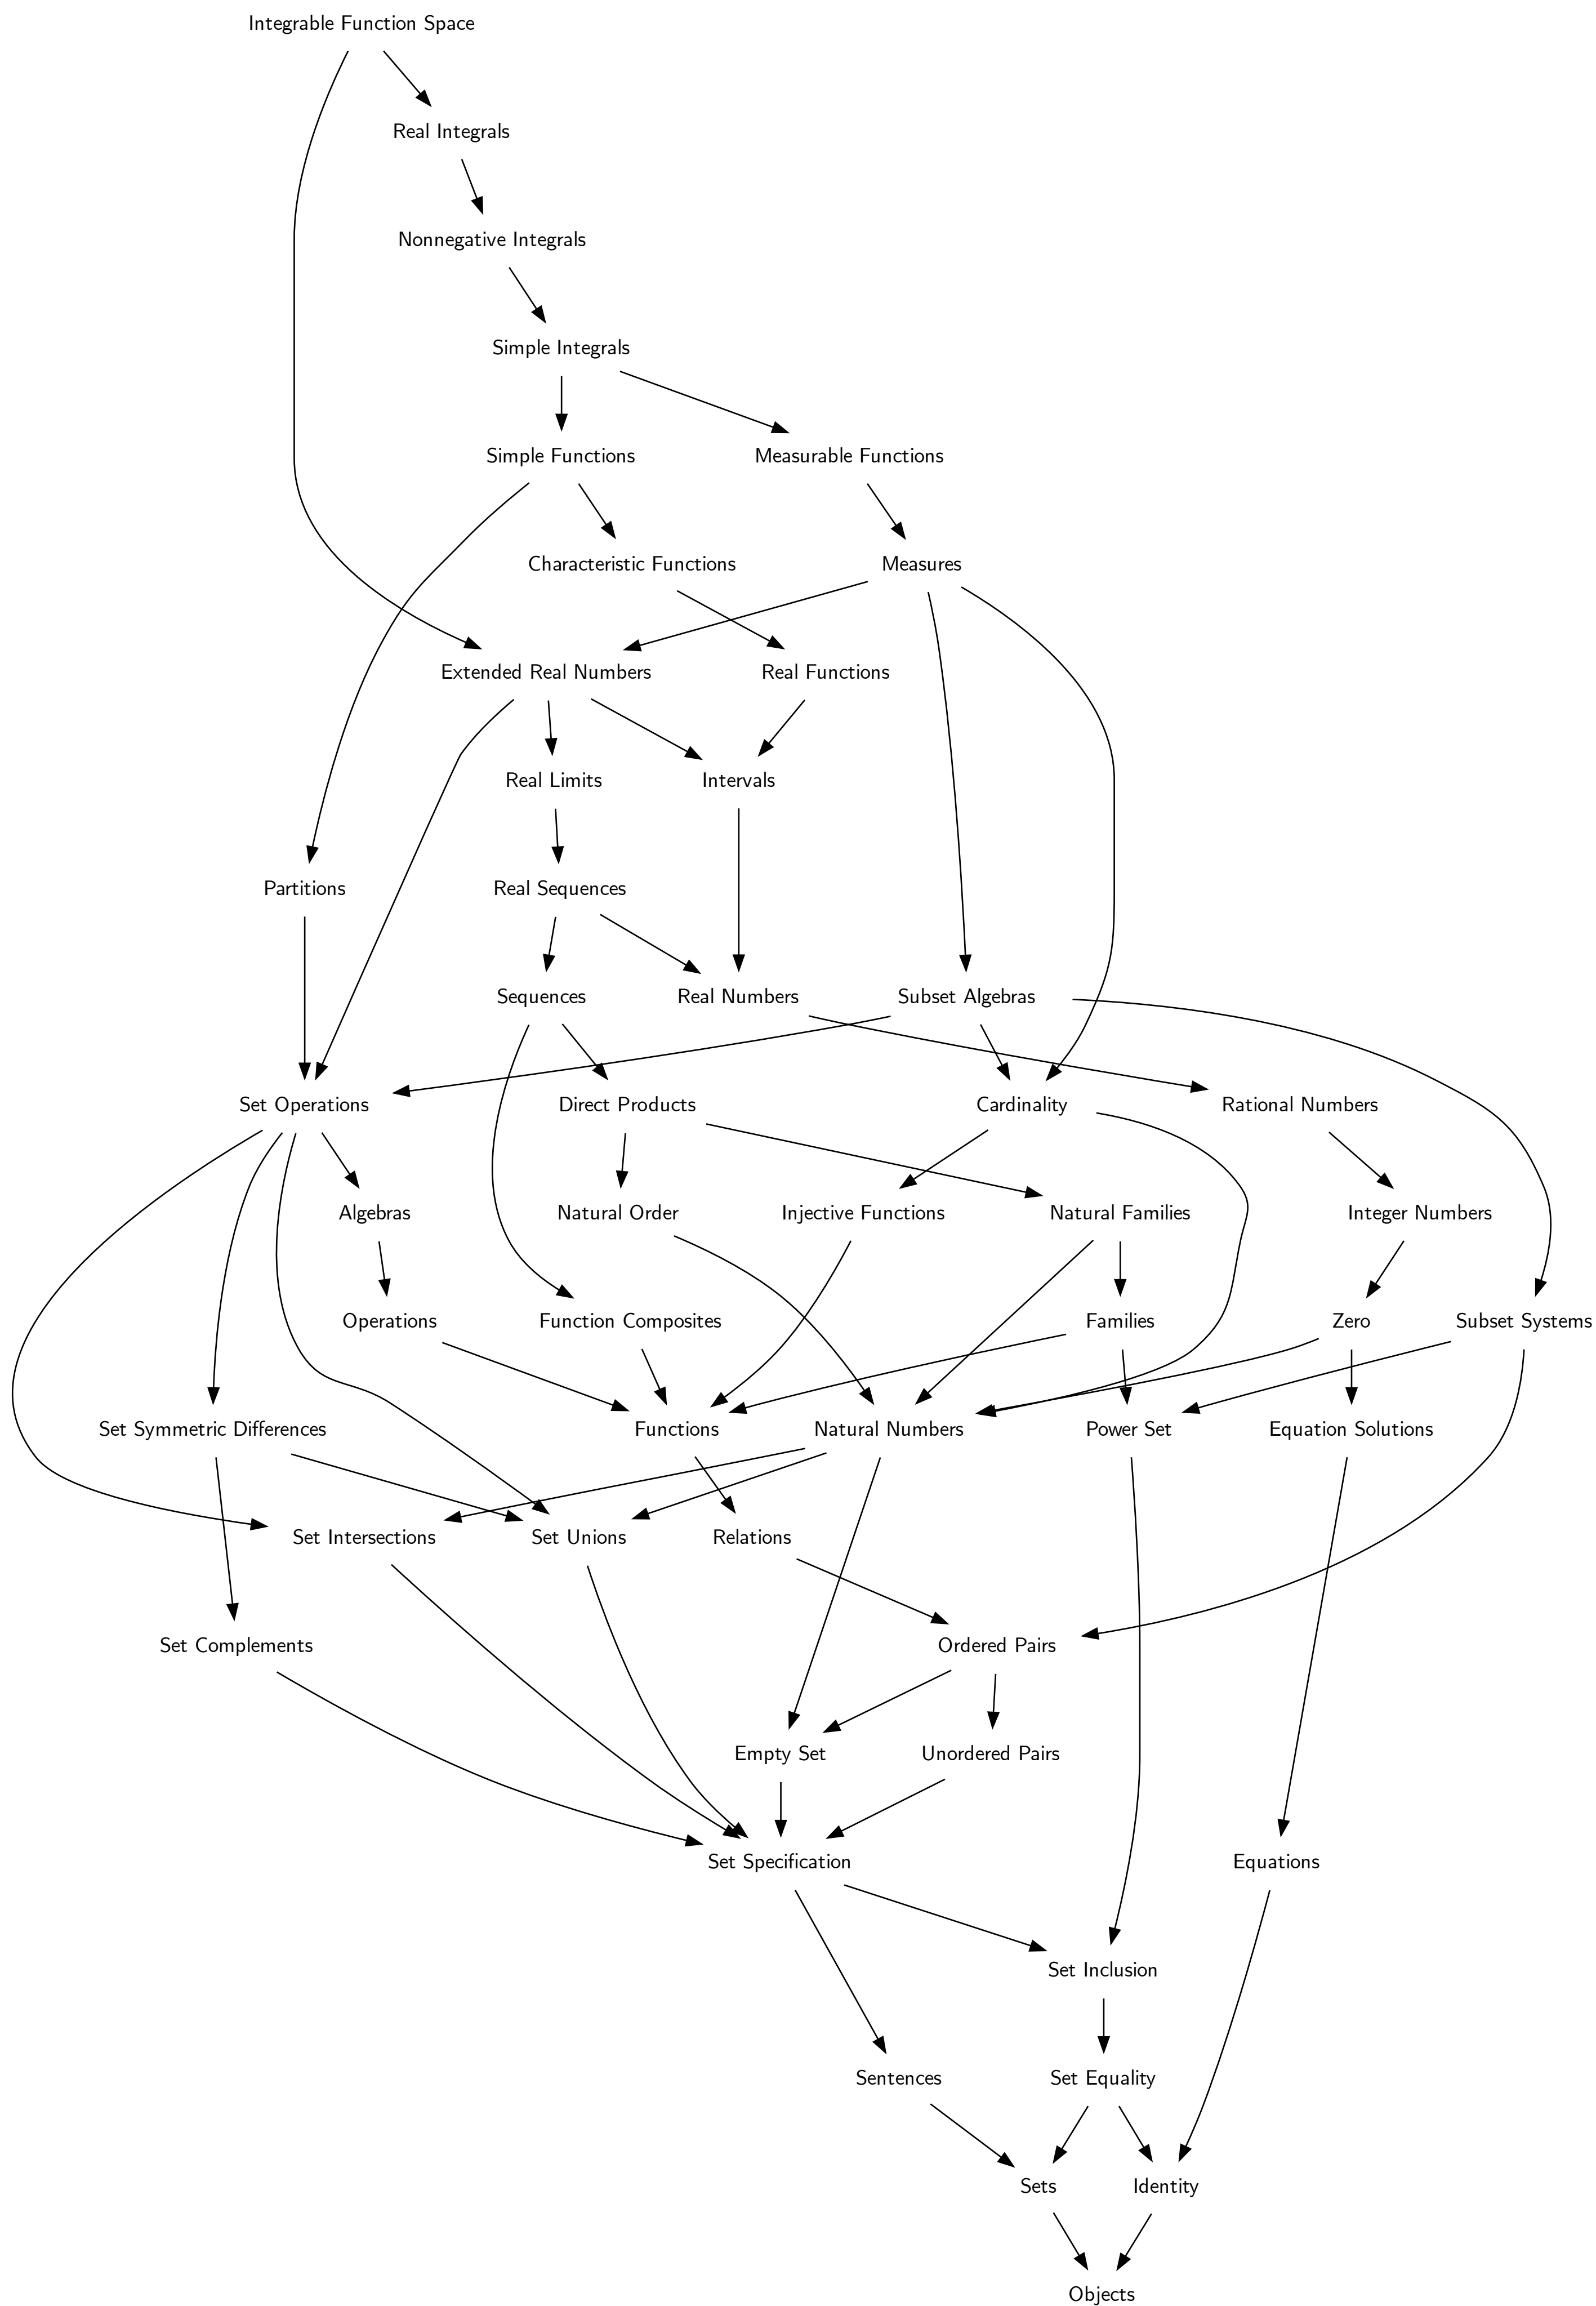 Integrable Function Space
Real Integrals
Nonnegative Integrals
Simple Integrals
Simple Functions
Measurable Functions
Characteristic Functions
Measures
Extended Real Numbers
Real Functions
Real Limits
Intervals
Partitions
Real Sequences
Sequences
Real Numbers
Subset Algebras
Set Operations
Direct Products
Cardinality
Rational Numbers
Algebras
Natural Order
Injective Functions
Natural Families
Integer Numbers
Operations
Function Composites
Families
Zero
Subset Systems
Set Symmetric Differences
Functions
Natural Numbers
Power Set
Equation Solutions
Set Intersections
Set Unions
Relations
Set Complements
Ordered Pairs
Empty Set
Unordered Pairs
Set Specification
Equations
Set Inclusion
Sentences
Set Equality
Sets
Identity
Objects